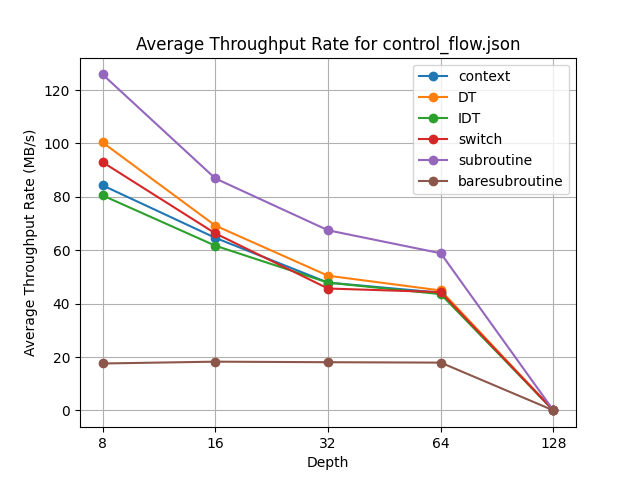 Average Throughput Rate for control_flow.json
Average Throughput Rate (MB/s)
120
100
80
60
40
20
0
context
DT
IDT
switch
subroutine
baresubroutine
8
16
32
64
128
Depth